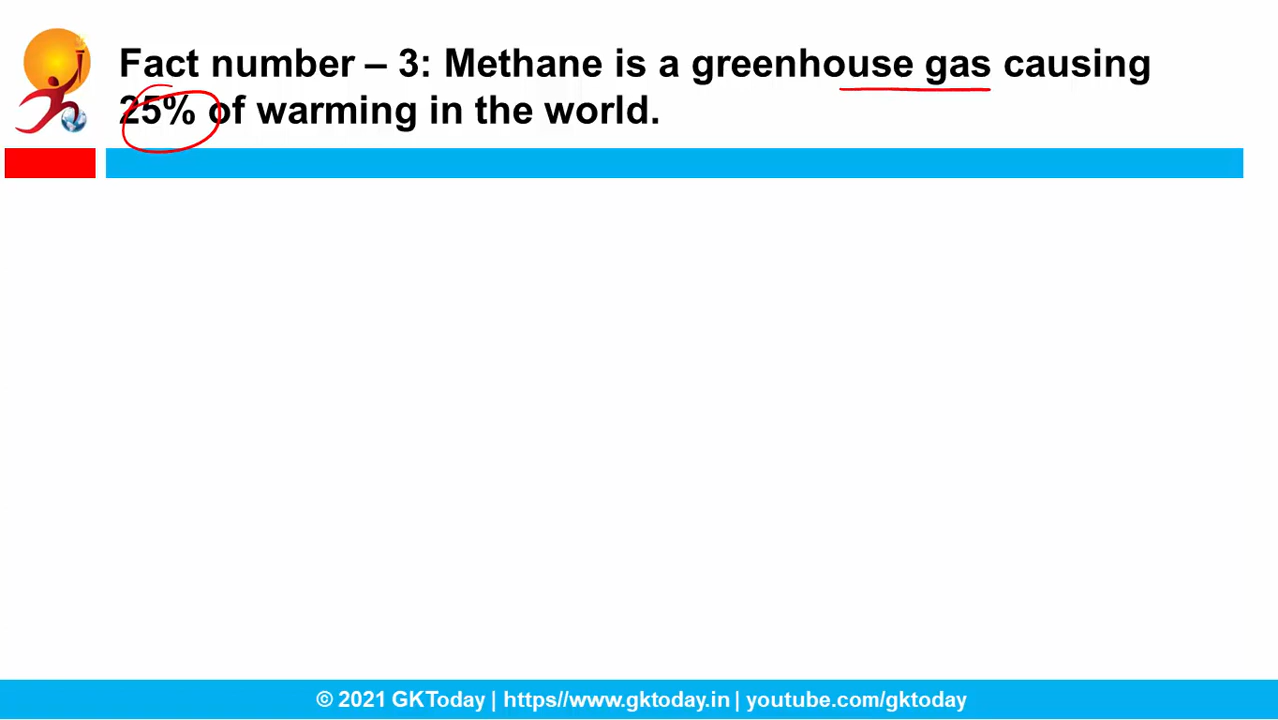 Fact number – 3: Methane is a greenhouse gas causing
25% of warming in the world.
© 2021 GKToday | https//www.gktoday.in | youtube.com/gktoday